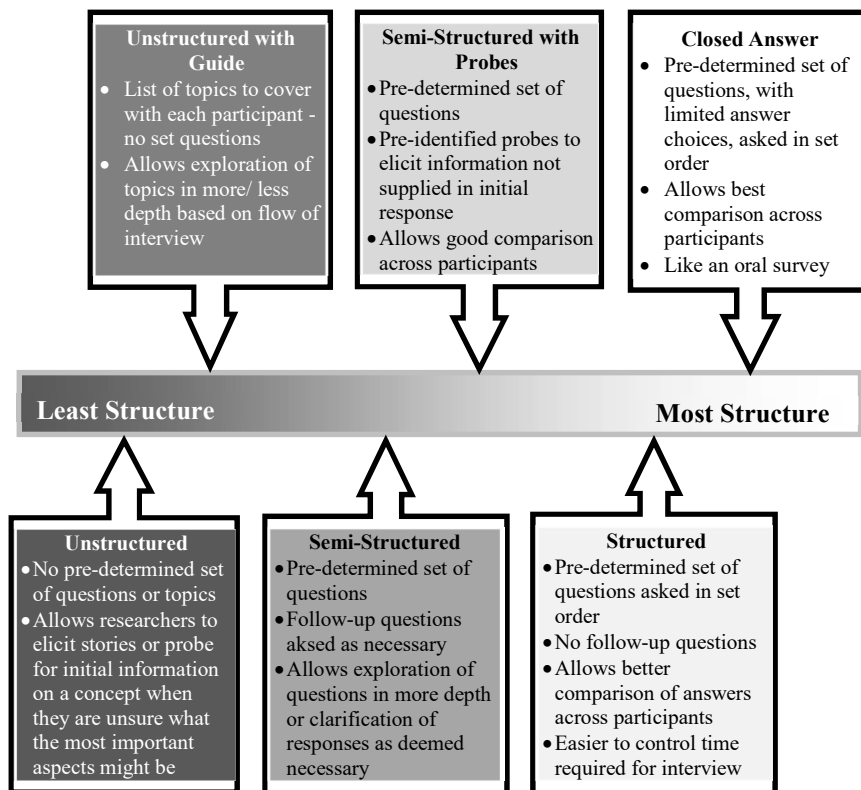 Unstructured with
Guide
• List of topics to cover
with each participant -
no set questions
• Allows exploration of
topics in more/ less
depth based on flow of
interview
Semi-Structured with
Probes
• Pre-determined set of
questions
• Pre-identified probes to
elicit information not
supplied in initial
response
• Allows good comparison
across participants
Closed Answer
• Pre-determined set of
questions, with
limited answer
choices, asked in set
order
• Allows best
comparison across
participants
• Like an oral survey
Least Structure
Most Structure
Unstructured
• No pre-determined set
of questions or topics
• Allows researchers to
elicit stories or probe
for initial information
on a concept when
they are unsure what
the most important
aspects might be
Semi-Structured
• Pre-determined set of
questions
• Follow-up questions
aksed as necessary
• Allows exploration of
questions in more depth
or clarification of
responses as deemed
necessary
Structured
• Pre-determined set of
questions asked in set
order
• No follow-up questions
• Allows better
comparison of answers
across participants
• Easier to control time
required for interview